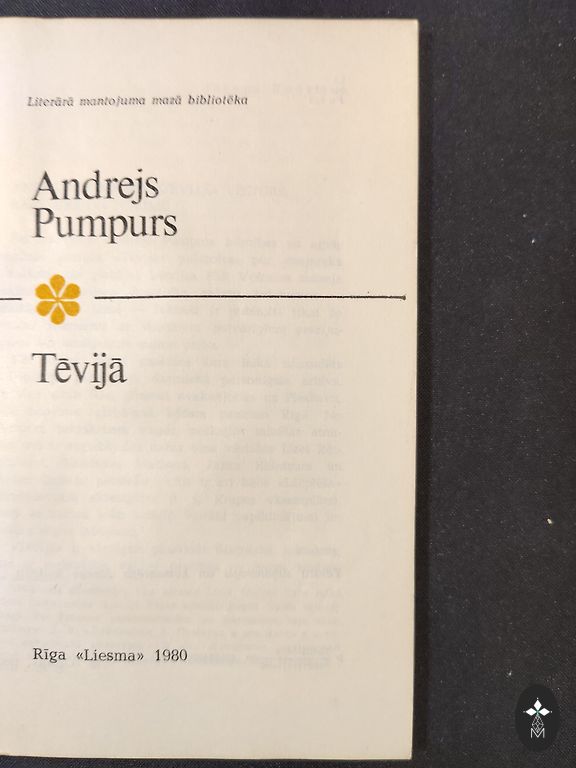 Literārā mantojuma mazā bibliotēka
Andrejs
Pumpurs
Tēvijā
Rīga «Liesma» 1980
M